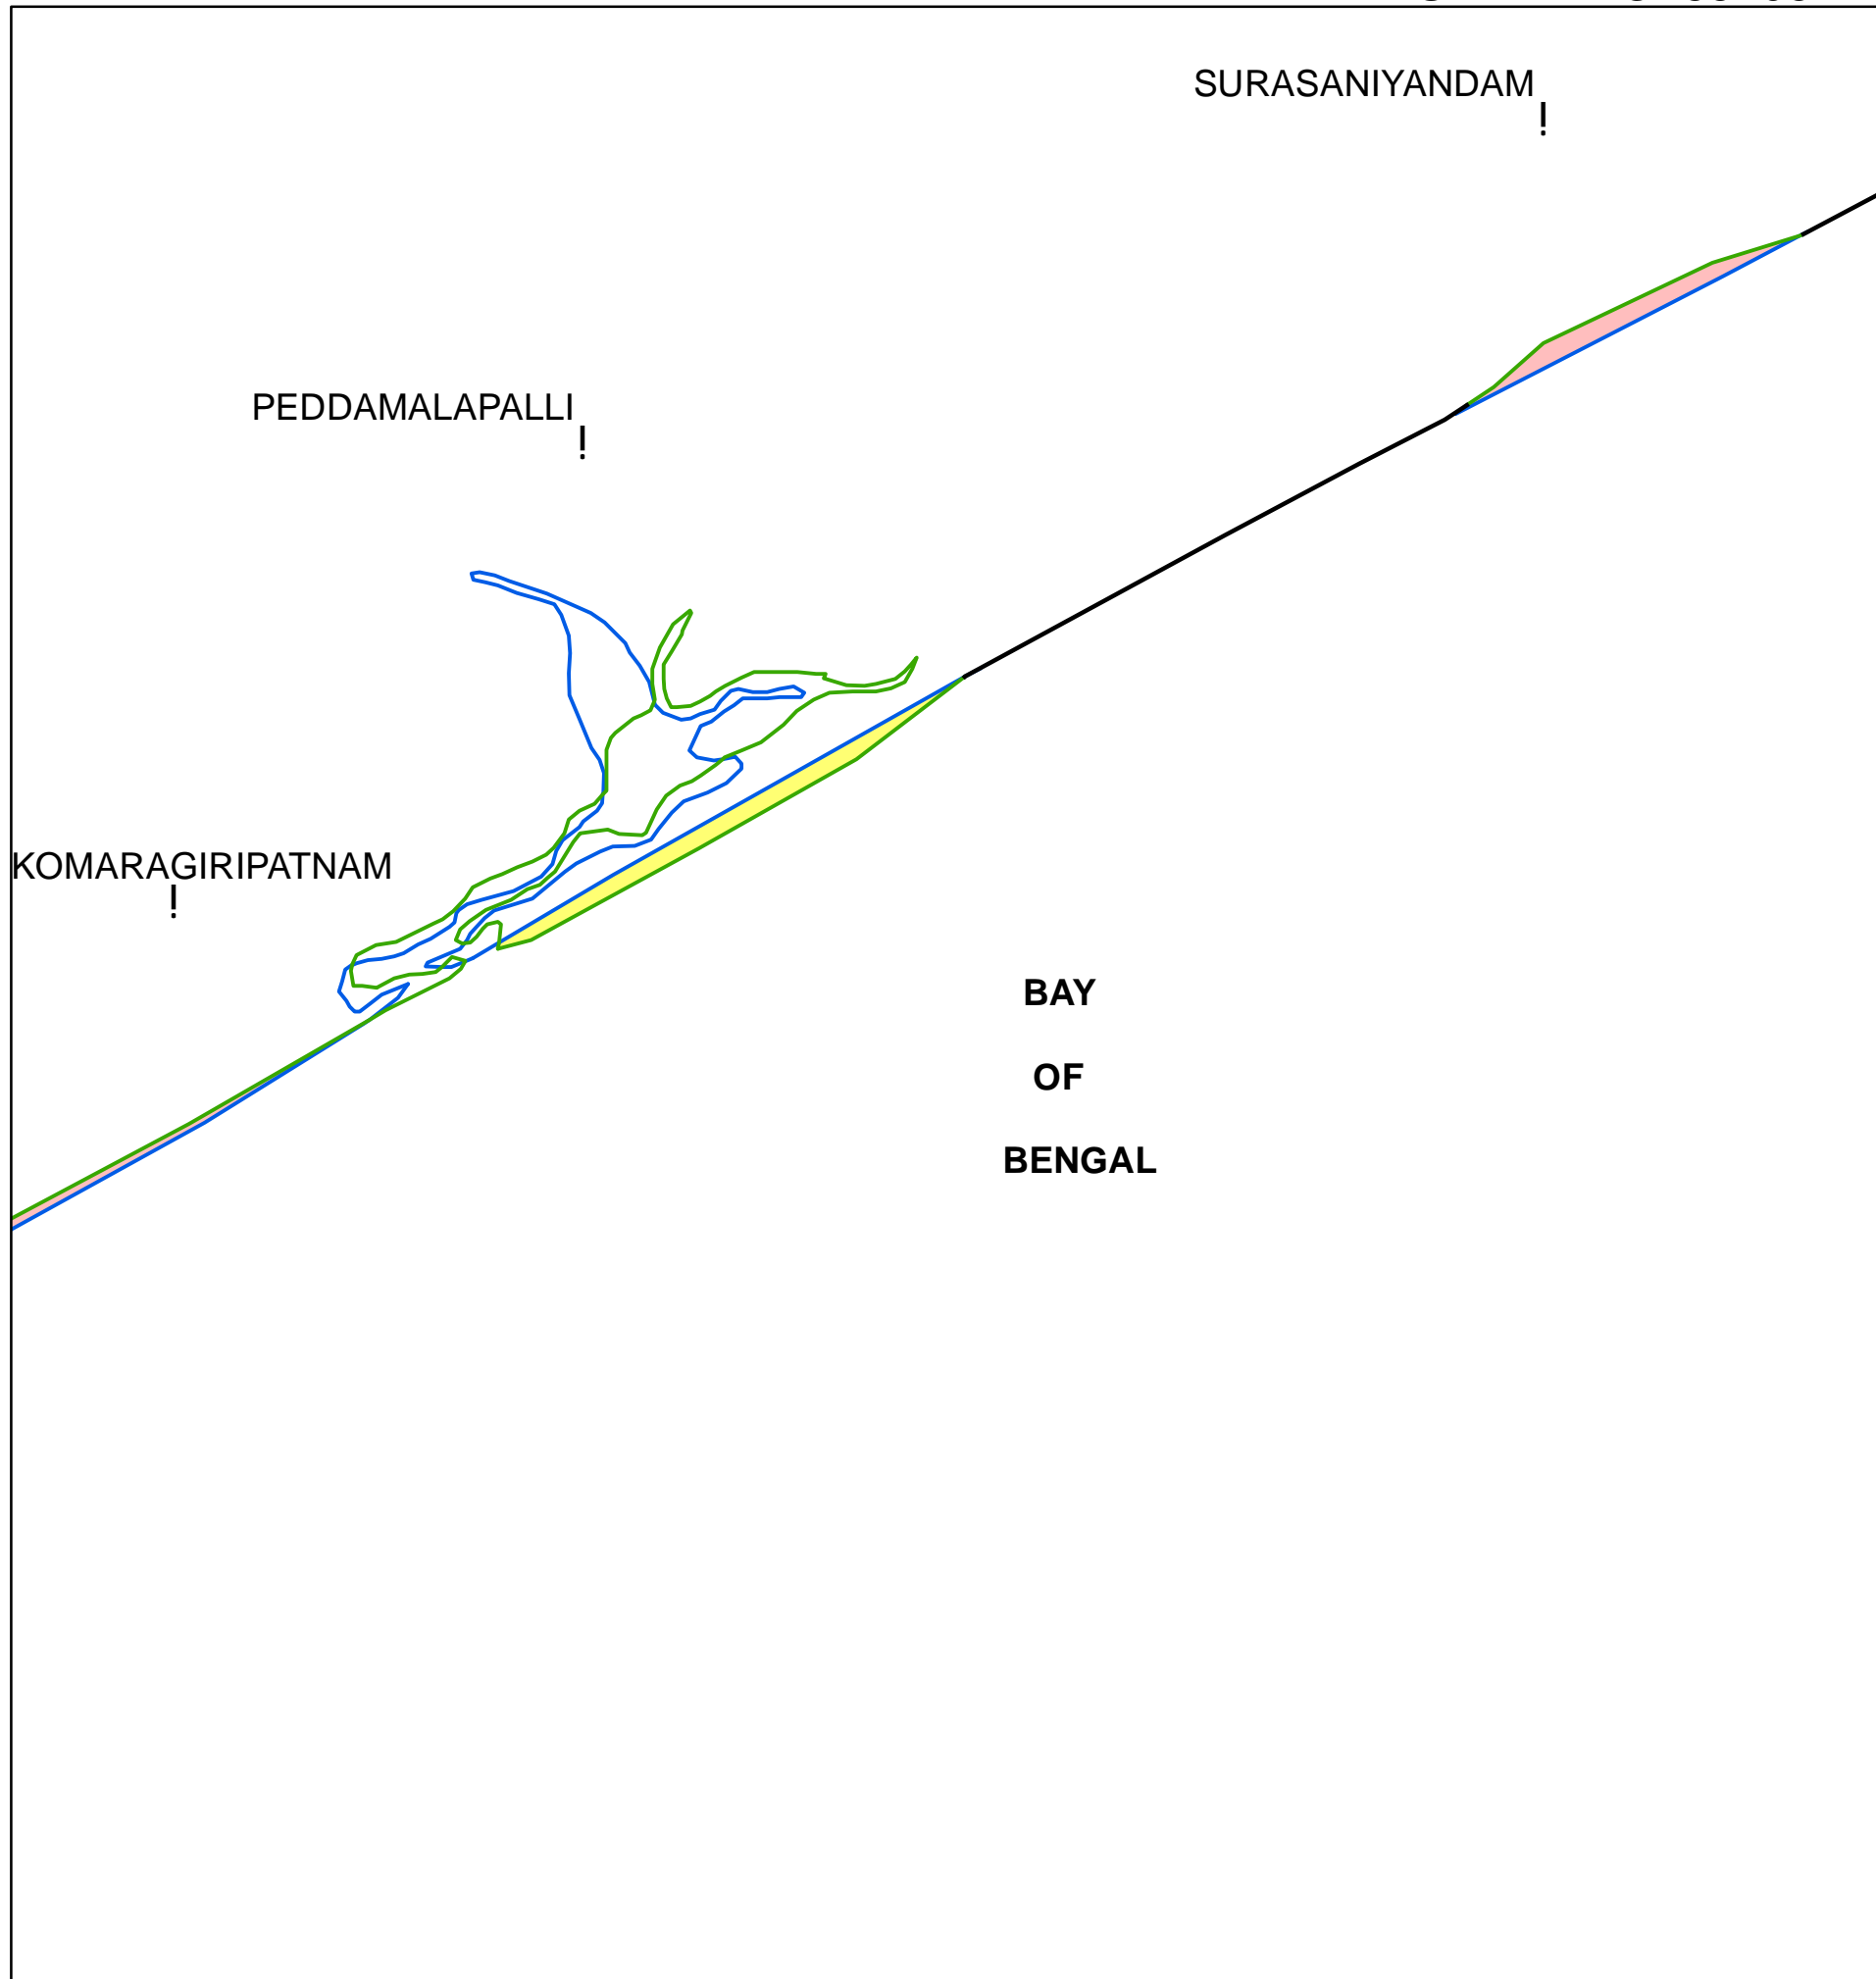 SURASANIYANDAM
!
PEDDAMALAPALLI
!
KOMARAGIRIPATNAM
!
BAY
OF
BENGAL